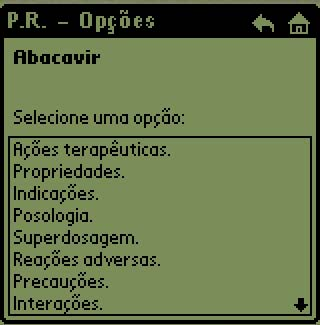 P.R. - Opções
Abacavir
Selecione uma opção:
Ações terapêuticas.
Propriedades.
Indicações.
Posologia.
Superdosagem.
Reações adversas.
Precauções.
Interações.